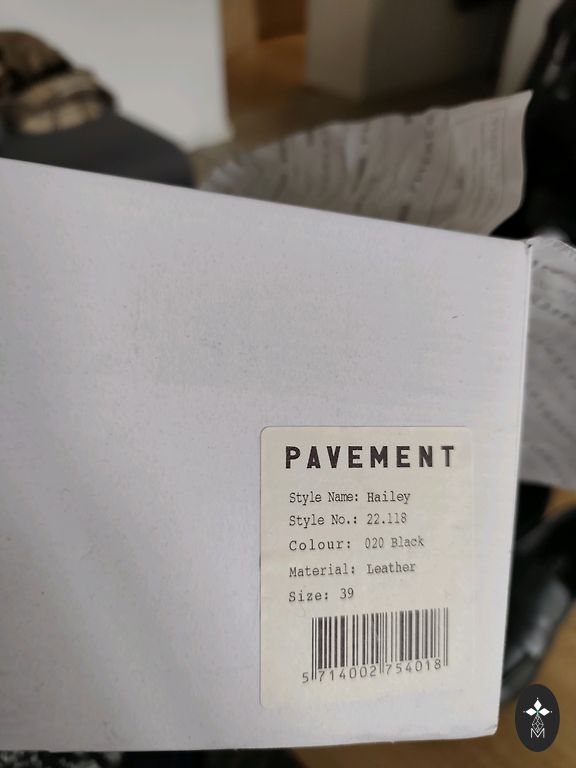 PAVEMENT
Style Name: Hailey
Style No.: 22.118
Colour: 020 Black
Material: Leather
Size: 39
5 714002 754018